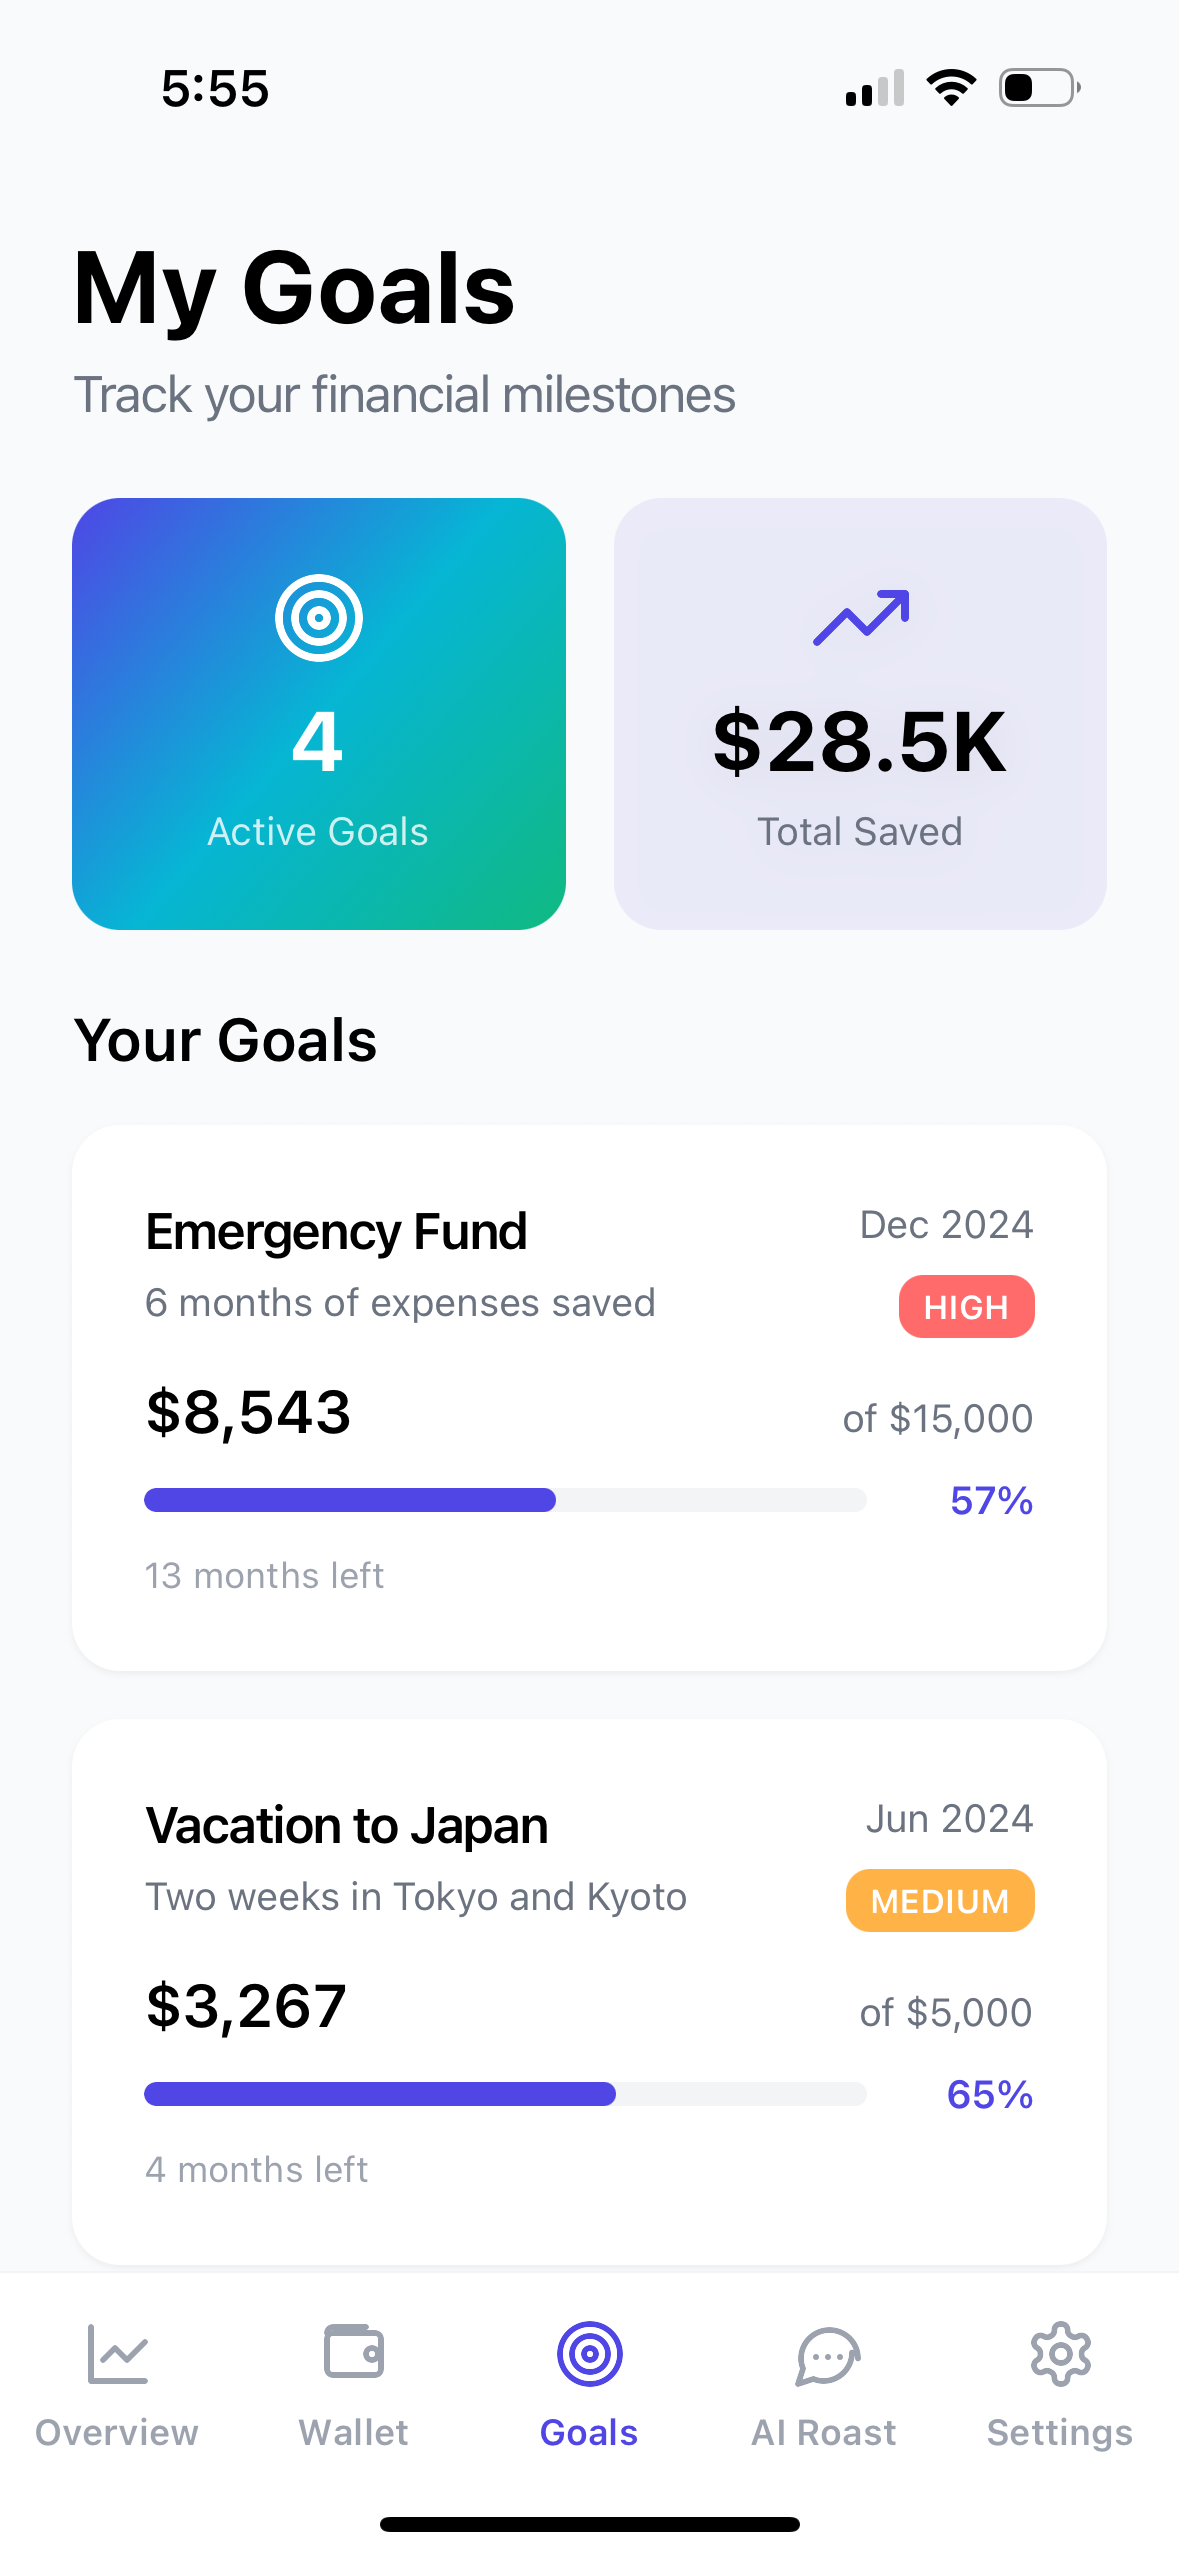 5:55
My Goals
Track your financial milestones
4
Active Goals
$28.5K
Total Saved
Your Goals
Emergency Fund
Dec 2024
6 months of expenses saved
HIGH
$8,543
of $15,000
57%
13 months left
Vacation to Japan
Jun 2024
Two weeks in Tokyo and Kyoto
MEDIUM
$3,267
of $5,000
65%
4 months left
Overview
Wallet
Goals
AI Roast
Settings